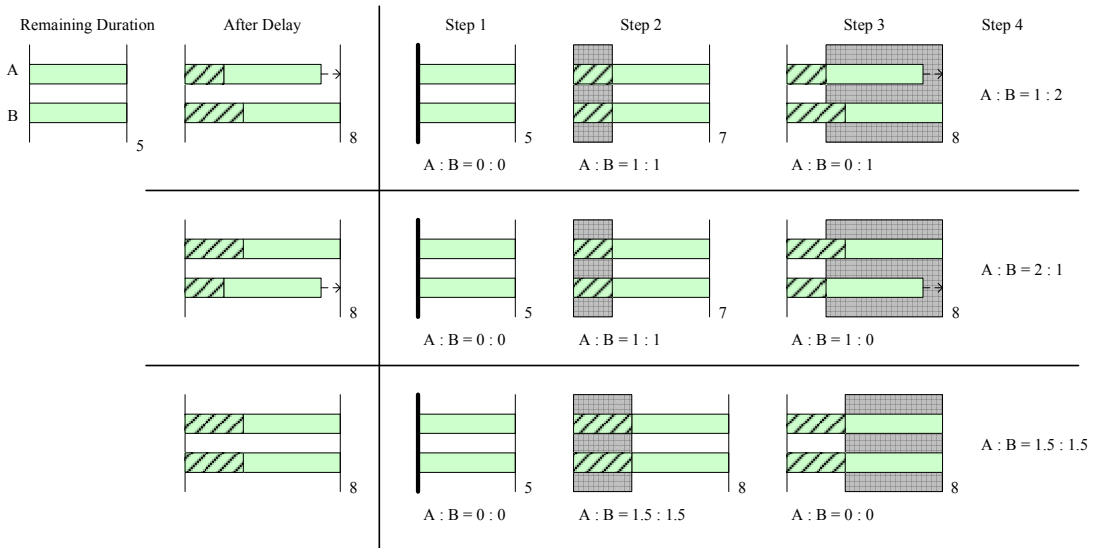 Remaining Duration After Delay Step 1 Step 2 Step 3 Step 4
A
B
5
8
5
7
8
A : B = 1 : 2
A : B = 0 : 0 A : B = 1 : 1 A : B = 0 : 1
8
5
7
8
A : B = 2 : 1
A : B = 0 : 0 A : B = 1 : 1 A : B = 1 : 0
8
5
8
8
A : B = 1.5 : 1.5
A : B = 0 : 0 A : B = 1.5 : 1.5 A : B = 0 : 0